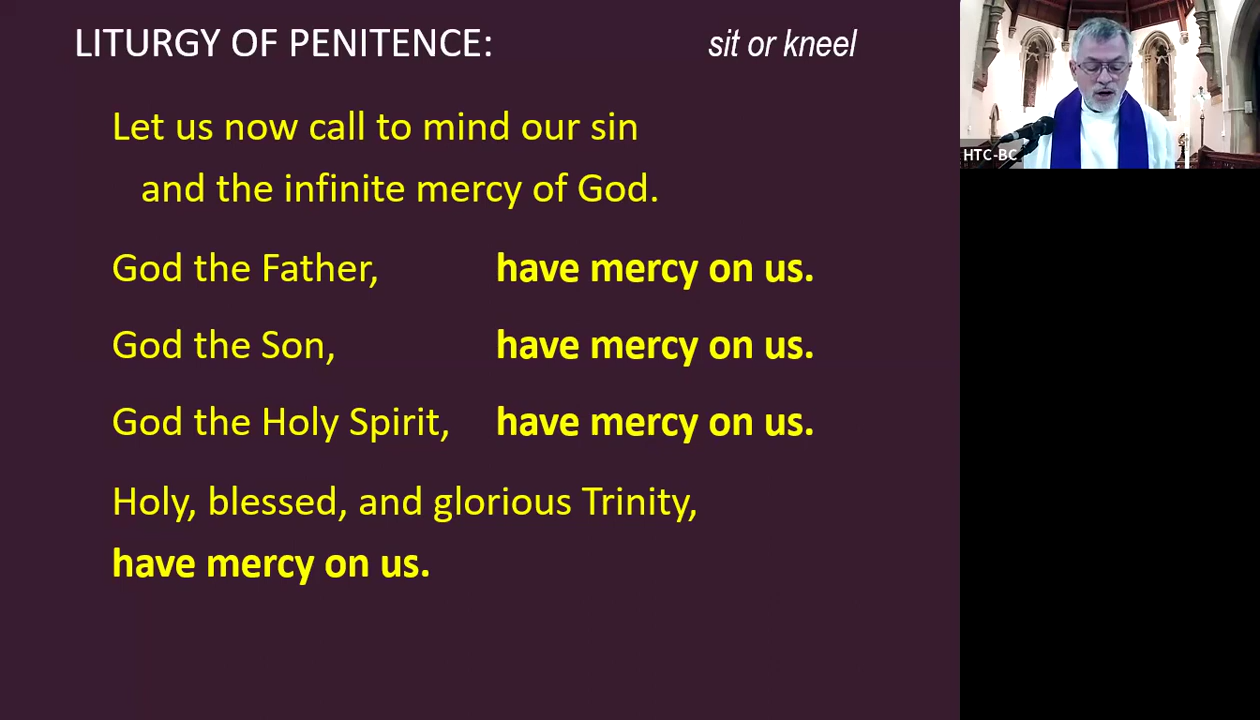 LITURGY OF PENITENCE: sit or kneel
Let us now call to mind our sin
and the infinite mercy of God.
God the Father, have mercy on us.
God the Son, have mercy on us.
God the Holy Spirit, have mercy on us.
Holy, blessed, and glorious Trinity,
have mercy on us.
HTC-BC